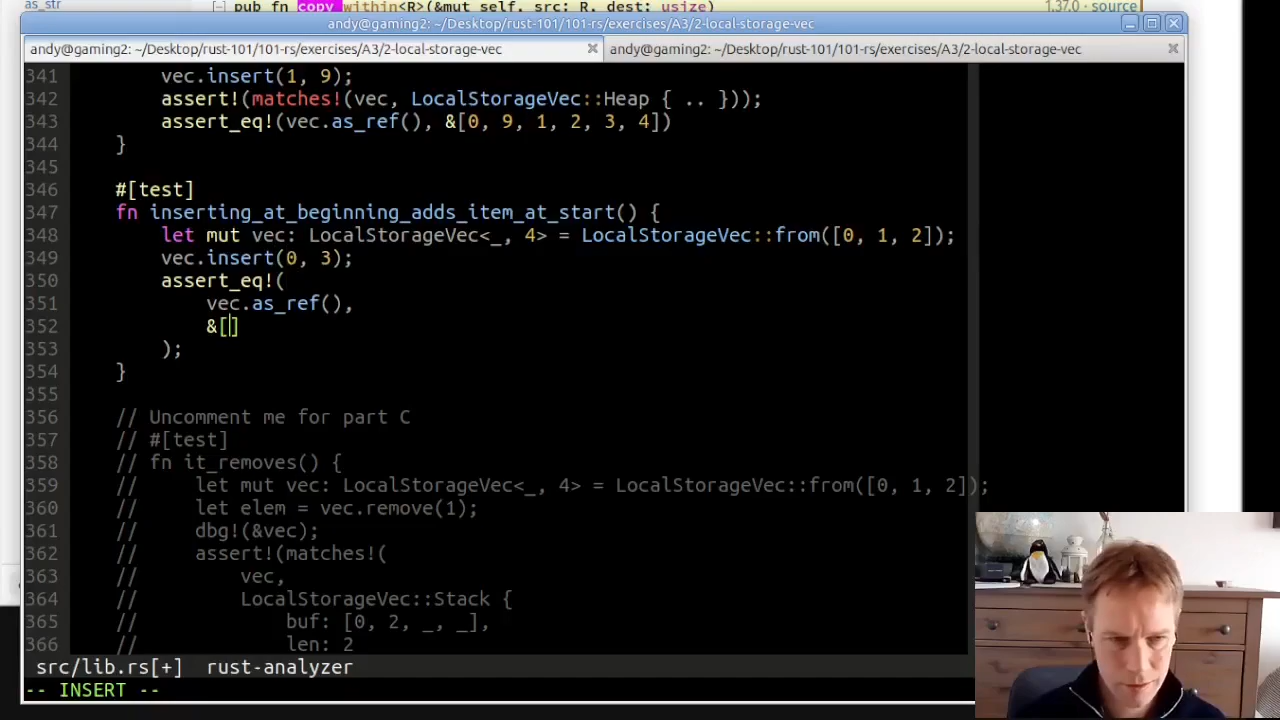 as_str
[-] pub fn copy_within<R>(&mut self, src: R, dest: usize)
1.37.0 · source
andy@gaming2: ~/Desktop/rust-101/101-rs/exercises/A3/2-local-storage-vec
andy@gaming2: ~/Desktop/rust-101/101-rs/exercises/A3/2-local-storage-vec
andy@gaming2: ~/Desktop/rust-101/101-rs/exercises/A3/2-local-storage-vec
341         vec.insert(1, 9);
342         assert!(matches!(vec, LocalStorageVec::Heap { .. }));
343         assert_eq!(vec.as_ref(), &[0, 9, 1, 2, 3, 4])
344     }
345
346     #[test]
347     fn inserting_at_beginning_adds_item_at_start() {
348         let mut vec: LocalStorageVec<_, 4> = LocalStorageVec::from([0, 1, 2]);
349         vec.insert(0, 3);
350         assert_eq!(
351             vec.as_ref(),
352             &[]
353         );
354     }
355
356     // Uncomment me for part C
357     // #[test]
358     // fn it_removes() {
359     //     let mut vec: LocalStorageVec<_, 4> = LocalStorageVec::from([0, 1, 2]);
360     //     let elem = vec.remove(1);
361     //     dbg!(&vec);
362     //     assert!(matches!(
363     //         vec,
364     //         LocalStorageVec::Stack {
365     //             buf: [0, 2, _, _],
366     //             len: 2
src/lib.rs[+]  rust-analyzer
-- INSERT --